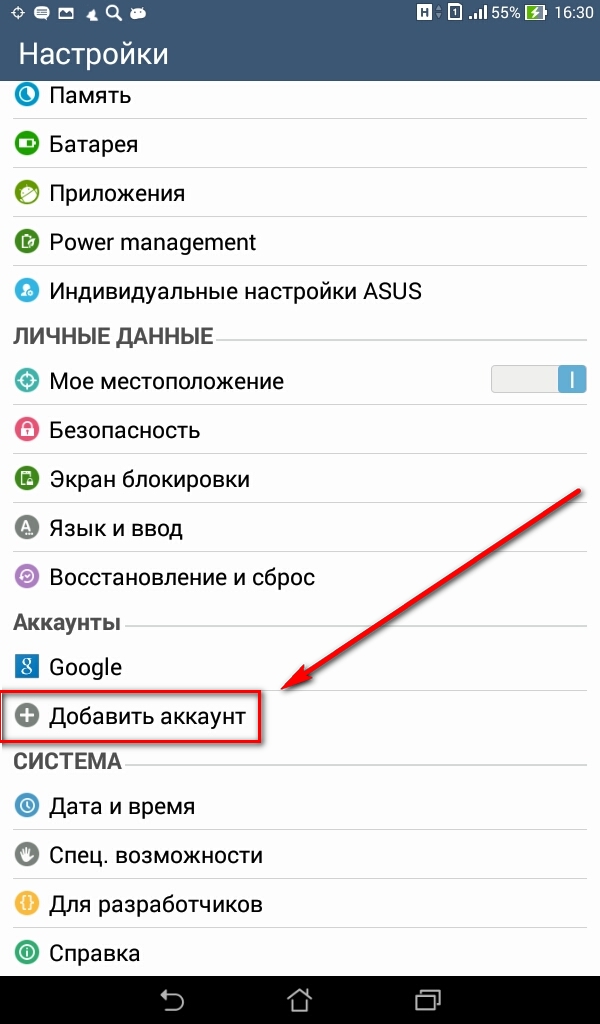 H 1 55% 16:30
Настройки
Память
Батарея
Приложения
Power management
Индивидуальные настройки ASUS
ЛИЧНЫЕ ДАННЫЕ
Мое местоположение
Безопасность
Экран блокировки
A... Язык и ввод
Восстановление и сброс
Аккаунты
8 Google
Добавить аккаунт
СИСТЕМА
Дата и время
Спец. возможности
{} Для разработчиков
Справка